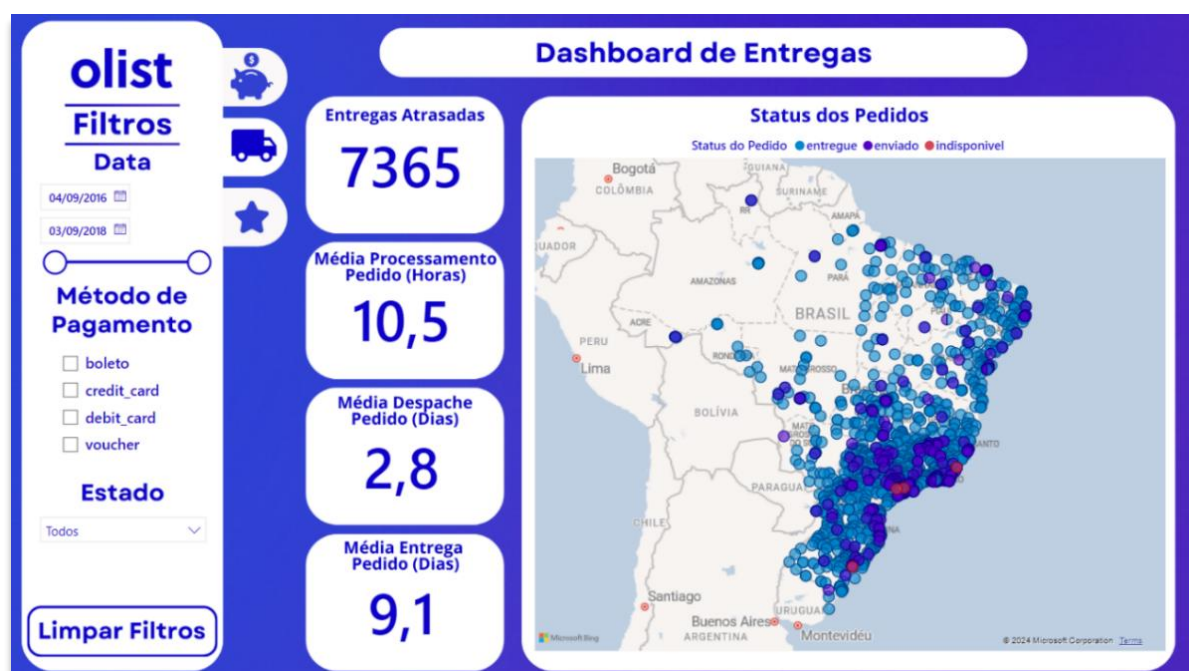 olist
Filtros
Data
04/09/2016
03/09/2018
Método de
Pagamento
boleto
credit_card
debit_card
voucher
Estado
Todos
Limpar Filtros
Dashboard de Entregas
Entregas Atrasadas
7365
Média Processamento
Pedido (Horas)
10,5
Média Despache
Pedido (Dias)
2,8
Média Entrega
Pedido (Dias)
9,1
Status dos Pedidos
Status do Pedido entregue enviado indisponivel
Bogotá
COLÔMBIA
GUIANA
SURINAME
RR
AMAPÁ
UADOR
AMAZONAS
PARÁ
BRASIL
ACRE
PERU
Lima
BOLÍVIA
PARAGUA
CHILE
Santiago
Buenos Aires
ARGENTINA
URUGUAI
Montevidéu
Microsoft Bing
© 2024 Microsoft Corporation Terms